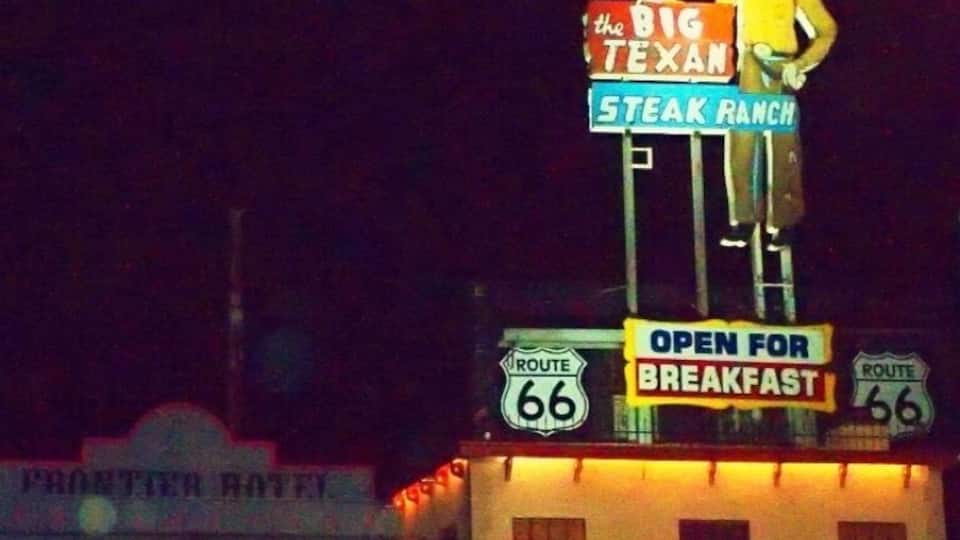 the BIG
TEXAN
STEAK RANCH
OPEN FOR
BREAKFAST
ROUTE
66
ROUTE
66
FRONTIER HOTEL